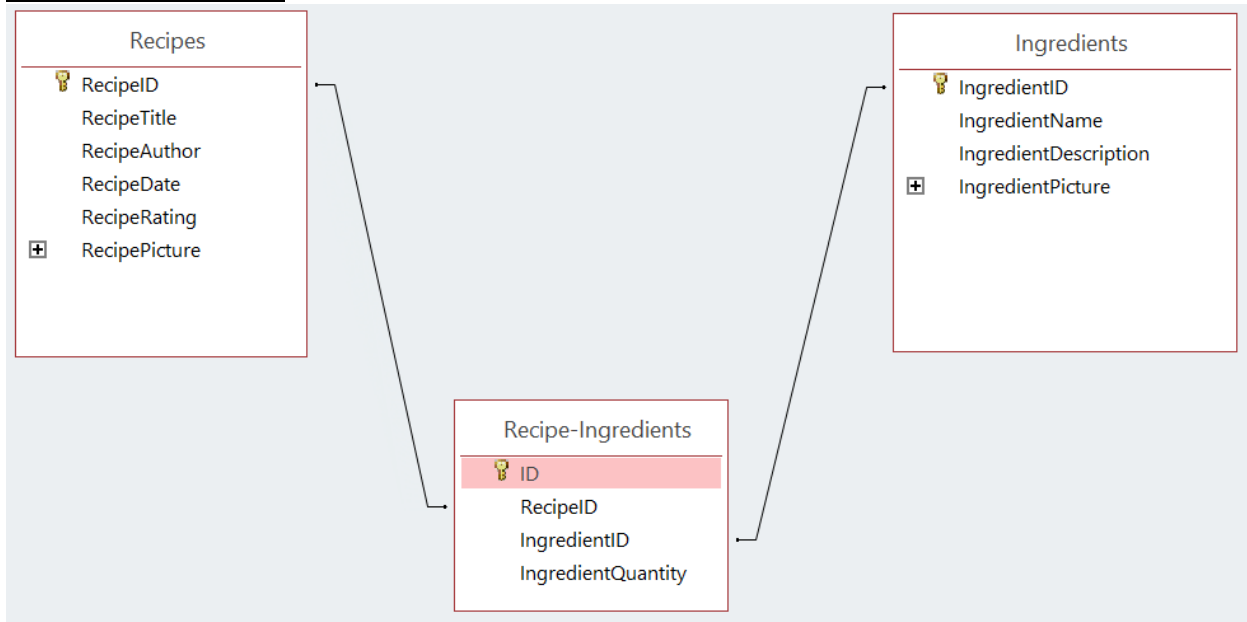 Recipes
RecipeID
RecipeTitle
RecipeAuthor
RecipeDate
RecipeRating
RecipePicture
Ingredients
IngredientID
IngredientName
IngredientDescription
IngredientPicture
Recipe-Ingredients
ID
RecipeID
IngredientID
IngredientQuantity